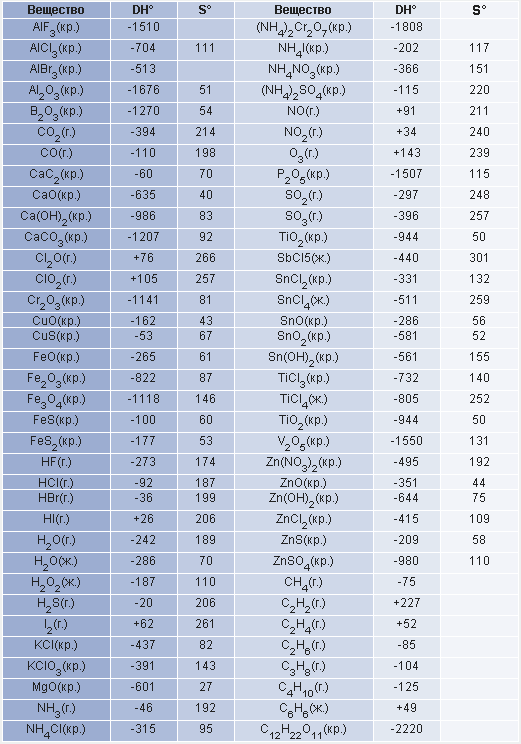 Вещество DH° S° Вещество DH° S°
AlF3(кр.) -1510 (NH4)2Cr2O7(кр.) -1808
AlCl3(кр.) -704 111 NH4I(кр.) -202 117
AlBr3(кр.) -513 NH4NO3(кр.) -366 151
Al2O3(кр.) -1676 51 (NH4)2SO4(кр.) -115 220
B2O3(кр.) -1270 54 NO(г.) +91 211
CO2(г.) -394 214 NO2(г.) +34 240
CO(г.) -110 198 O3(г.) +143 239
CaC2(кр.) -60 70 P2O5(кр.) -1507 115
CaO(кр.) -635 40 SO2(г.) -297 248
Ca(OH)2(кр.) -986 83 SO3(г.) -396 257
CaCO3(кр.) -1207 92 TiO2(кр.) -944 50
Cl2O(г.) +76 266 SbCl5(ж.) -440 301
ClO2(г.) +105 257 SnCl2(кр.) -331 132
Cr2O3(кр.) -1141 81 SnCl4(ж.) -511 259
CuO(кр.) -162 43 SnO(кр.) -286 56
CuS(кр.) -53 67 SnO2(кр.) -581 52
FeO(кр.) -265 61 Sn(OH)2(кр.) -561 155
Fe2O3(кр.) -822 87 TiCl3(кр.) -732 140
Fe3O4(кр.) -1118 146 TiCl4(ж.) -805 252
FeS(кр.) -100 60 TiO2(кр.) -944 50
FeS2(кр.) -177 53 V2O5(кр.) -1550 131
HF(г.) -273 174 Zn(NO3)2(кр.) -495 192
HCl(г.) -92 187 ZnO(кр.) -351 44
HBr(г.) -36 199 Zn(OH)2(кр.) -644 75
HI(г.) +26 206 ZnCl2(кр.) -415 109
H2O(г.) -242 189 ZnS(кр.) -209 58
H2O(ж.) -286 70 ZnSO4(кр.) -980 110
H2O2(ж.) -187 110 CH4(г.) -75
H2S(г.) -20 206 C2H2(г.) +227
I2(г.) +62 261 C2H4(г.) +52
KCl(кр.) -437 82 C2H6(г.) -85
KClO3(кр.) -391 143 C3H8(г.) -104
MgO(кр.) -601 27 C4H10(г.) -125
NH3(г.) -46 192 C6H6(ж.) +49
NH4Cl(кр.) -315 95 C12H22O11(кр.) -2220